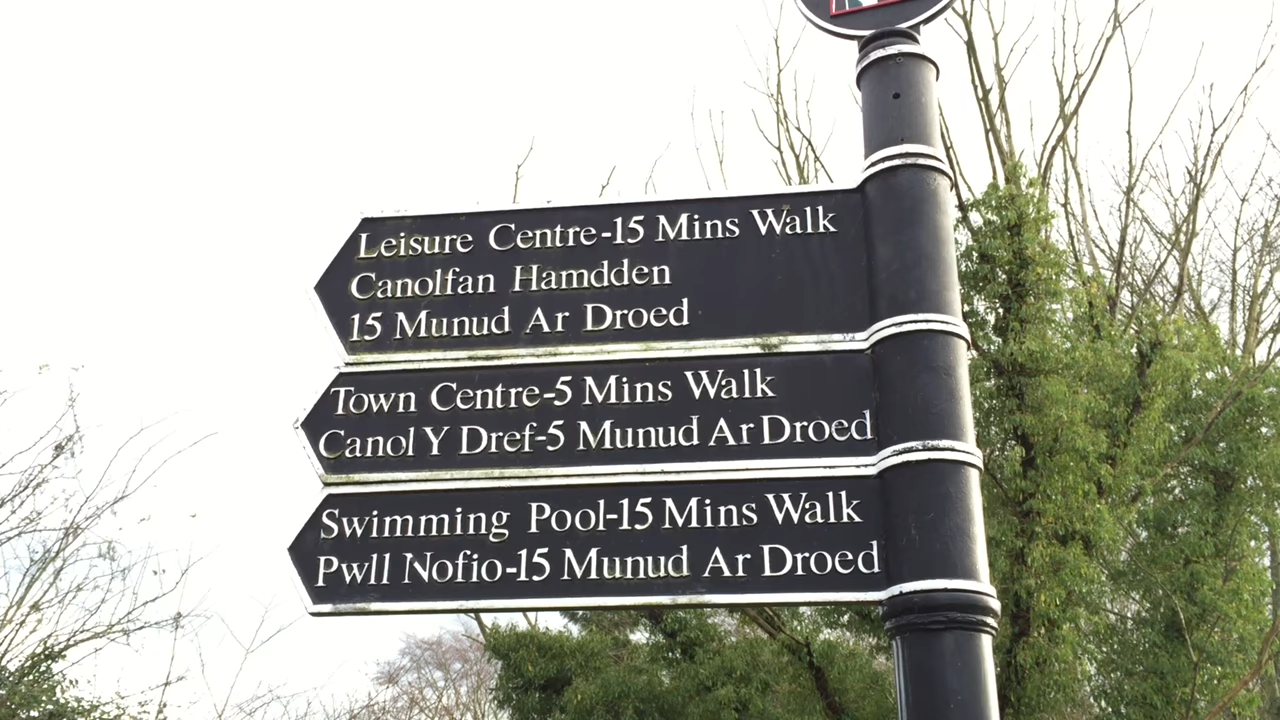 Leisure Centre-15 Mins Walk
Canolfan Hamdden
15 Munud Ar Droed
Town Centre-5 Mins Walk
Canol Y Dref-5 Munud Ar Droed
Swimming Pool-15 Mins Walk
Pwll Nofio-15 Munud Ar Droed